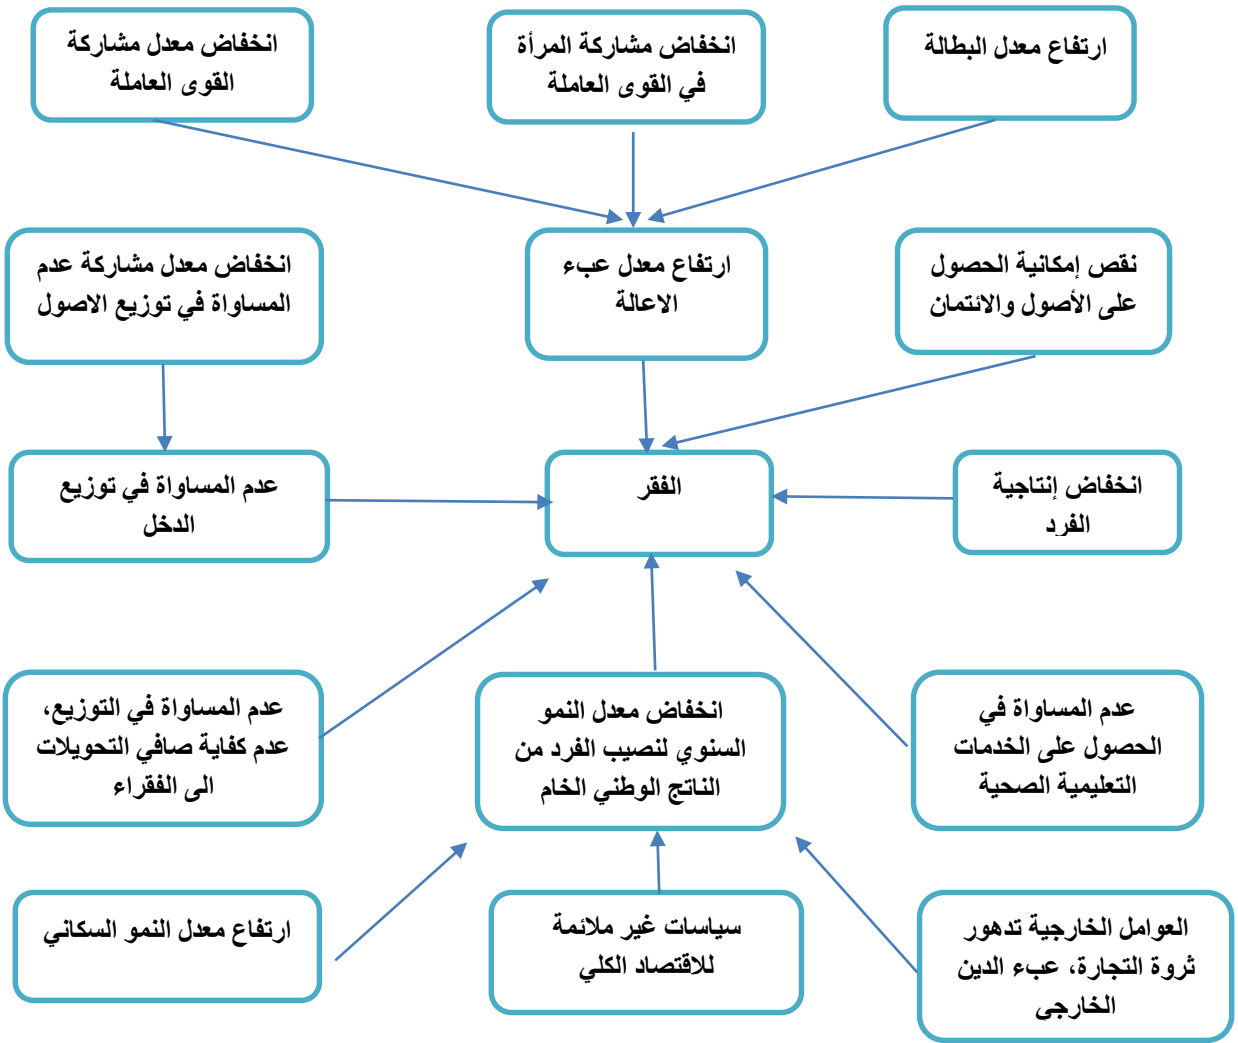 ارتفاع معدل البطالة
انخفاض مشاركة المرأة
في القوى العاملة
انخفاض معدل مشاركة
القوى العاملة
نقص إمكانية الحصول
على الأصول والائتمان
ارتفاع معدل عبء
الاعالة
انخفاض معدل مشاركة عدم
المساواة في توزيع الاصول
انخفاض إنتاجية
الفرد
الفقر
عدم المساواة في توزيع
الدخل
عدم المساواة في
الحصول على الخدمات
التعليمية الصحية
انخفاض معدل النمو
السنوي لنصيب الفرد من
الناتج الوطني الخام
عدم المساواة في التوزيع،
عدم كفاية صافي التحويلات
الى الفقراء
العوامل الخارجية تدهور
ثروة التجارة، عبء الدين
الخارجي
سياسات غير ملائمة
للاقتصاد الكلي
ارتفاع معدل النمو السكاني